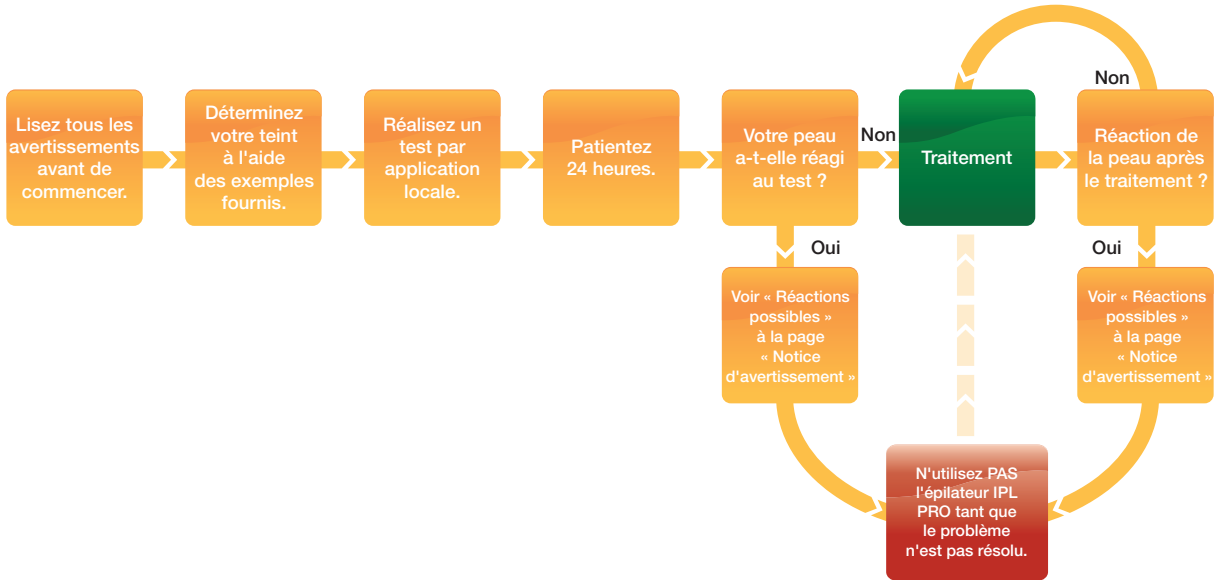 Lisez tous les
avertissements
avant de
commencer.
Déterminez
votre teint
à l'aide
des exemples
fournis.
Réalisez un
test par
application
locale.
Patientez
24 heures.
Votre peau
a-t-elle réagi
au test ?
Non
Traitement
Non
Réaction de
la peau après
le traitement ?
Oui
Oui
Voir « Réactions
possibles »
à la page
« Notice
d'avertissement »
Voir « Réactions
possibles »
à la page
« Notice
d'avertissement »
N'utilisez PAS
l'épilateur IPL
PRO tant que
le problème
n'est pas résolu.